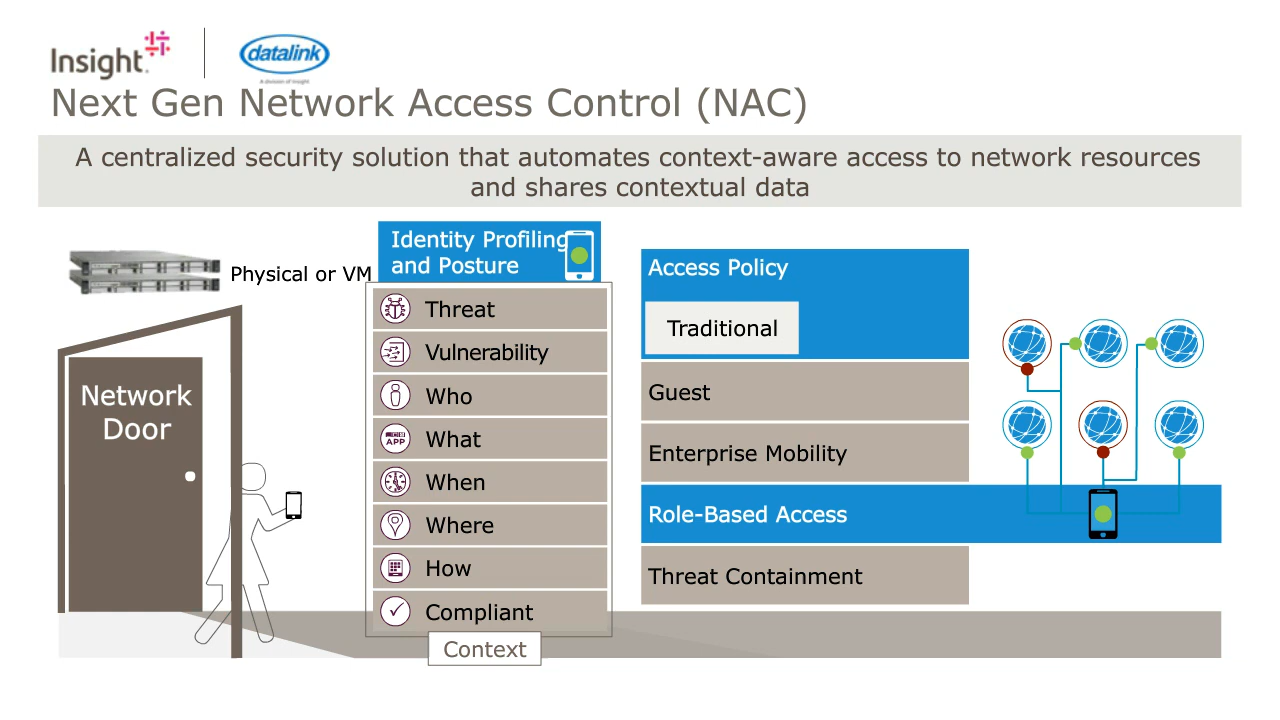 Insight
datalink
A division of Insight
Next Gen Network Access Control (NAC)
A centralized security solution that automates context-aware access to network resources
and shares contextual data
Physical or VM
Identity Profiling
and Posture
Threat
Vulnerability
Who
APP
What
When
Where
How
Compliant
Context
Network
Door
Access Policy
Traditional
Guest
Enterprise Mobility
Role-Based Access
Threat Containment